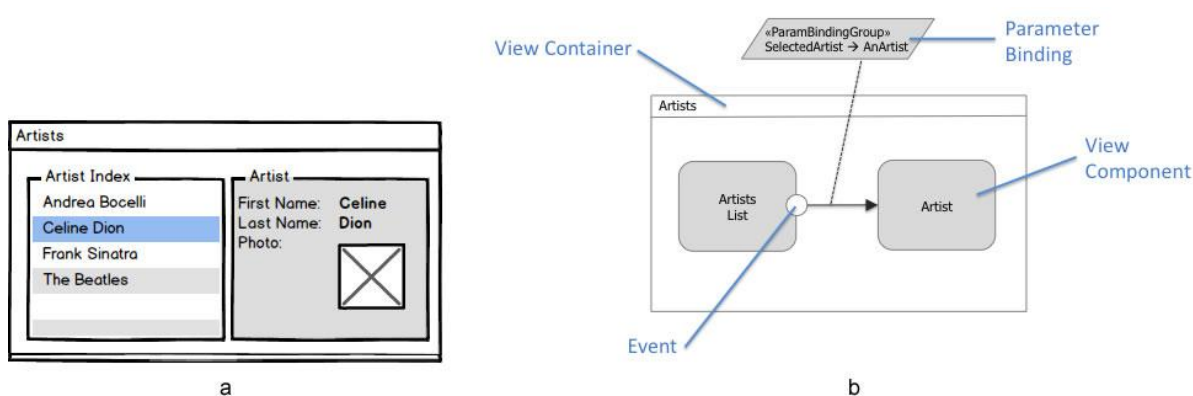 Artists
Artist Index
Andrea Bocelli
Celine Dion
Frank Sinatra
The Beatles
Artist
First Name: Celine
Last Name: Dion
Photo:
a
View Container
«ParamBindingGroup»
SelectedArtist → AnArtist
Parameter
Binding
Artists
Artists
List
Artist
View
Component
Event
b